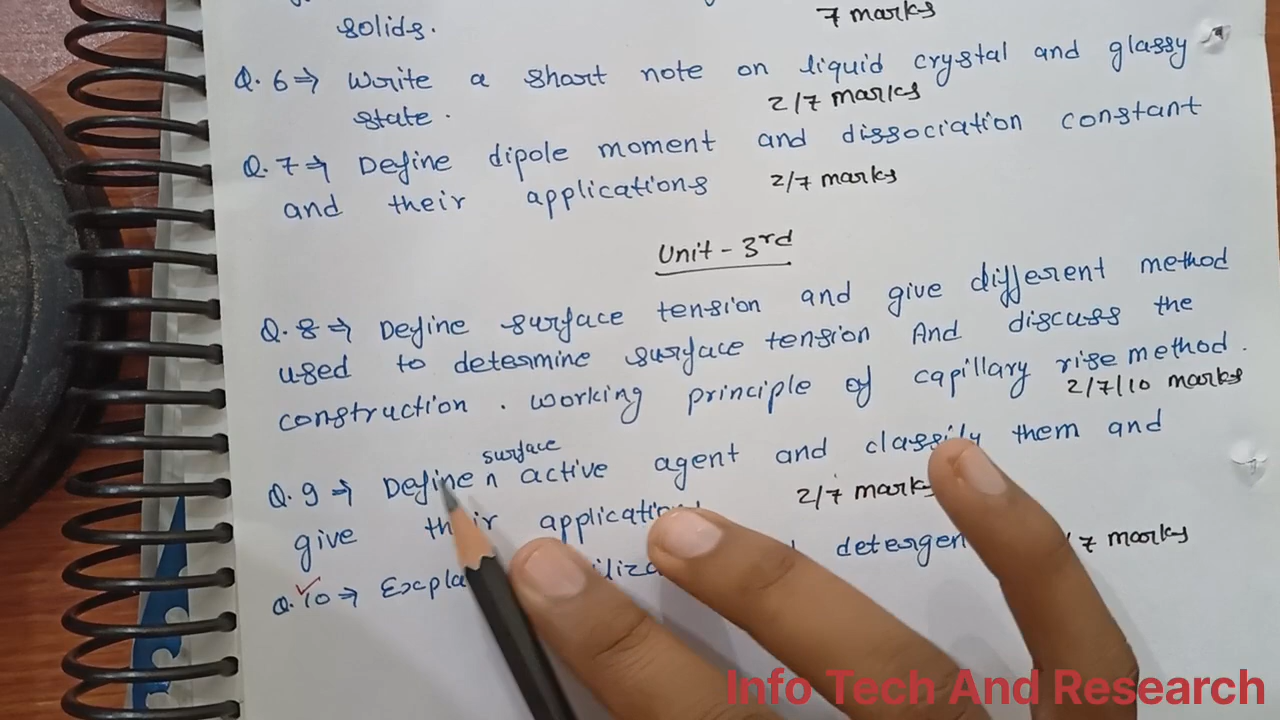 solids.
7 marks
Q. 6 ⇒ Write a short note on liquid crystal and glassy
state.
2/7 marks
Q. 7 ⇒ Define dipole moment and dissociation constant
and their applications
2/7 marks
Unit - 3rd
Q. 8 ⇒ Define surface tension and give different method
used to determine surface tension And discuss the
construction . working principle of capillary rise method .
2/7/10 marks
surface
Q. 9 ⇒ Define active agent and classify them and
give their application
2/7 marks
Q. 10 ⇒ detergen
7 marks
Info Tech And Research